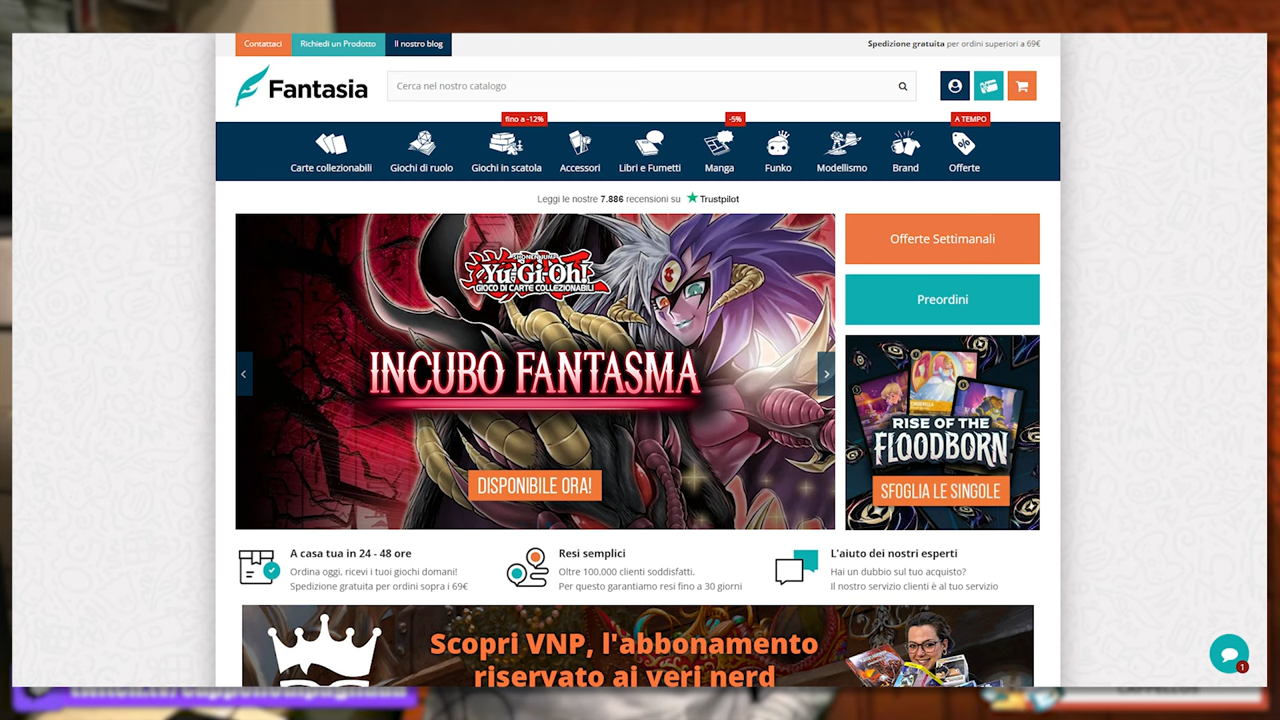 Contattaci
Richiedi un Prodotto
Il nostro blog
Spedizione gratuita per ordini superiori a 69€
Fantasia
Cerca nel nostro catalogo
fino a -12%
-5%
A TEMPO
Carte collezionabili
Giochi di ruolo
Giochi in scatola
Accessori
Libri e Fumetti
Manga
Funko
Modellismo
Brand
Offerte
Leggi le nostre 7.886 recensioni su Trustpilot
Yu-Gi-Oh!
GIOCO DI CARTE COLLEZIONABILI
INCUBO FANTASMA
DISPONIBILE ORA!
Offerte Settimanali
Preordini
RISE OF THE
FLOODBORN
SFOGLIA LE SINGOLE
A casa tua in 24 - 48 ore
Ordina oggi, ricevi i tuoi giochi domani!
Spedizione gratuita per ordini sopra i 69€
Resi semplici
Oltre 100.000 clienti soddisfatti.
Per questo garantiamo resi fino a 30 giorni
L'aiuto dei nostri esperti
Hai un dubbio sul tuo acquisto?
Il nostro servizio clienti è al tuo servizio
Scopri VNP, l'abbonamento
riservato ai veri nerd
1